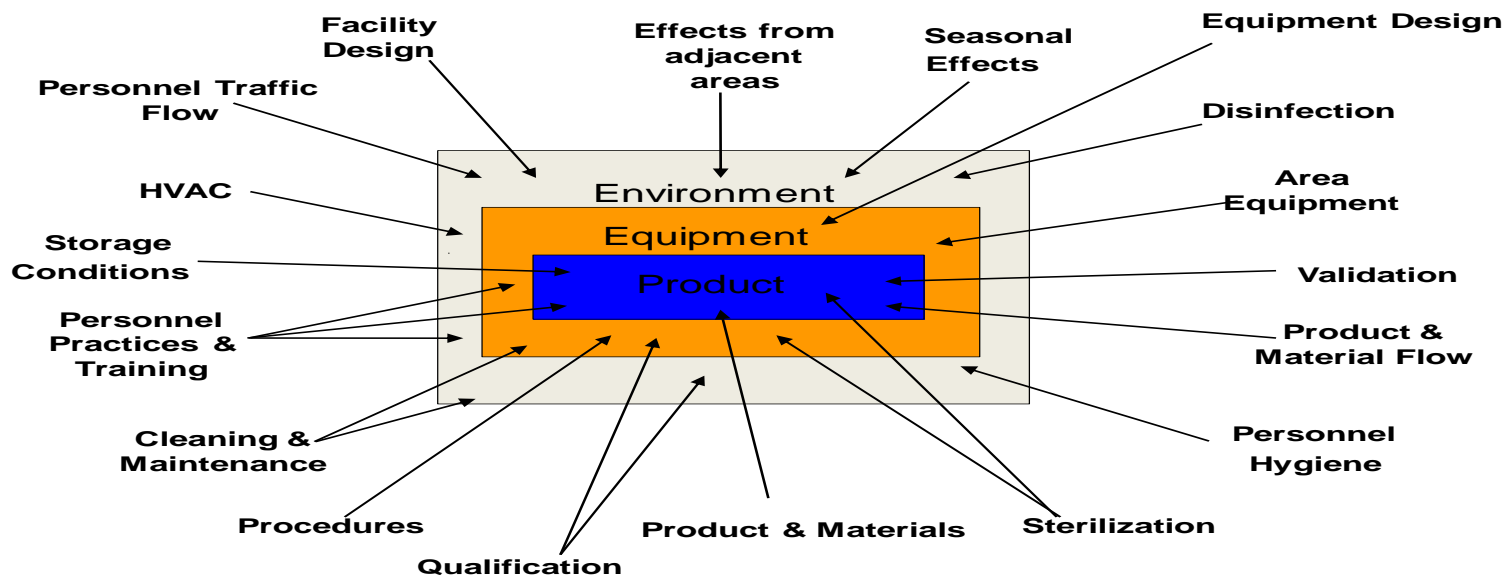 Facility
Design
Effects from
adjacent
areas
Seasonal
Effects
Equipment Design
Personnel Traffic
Flow
Disinfection
HVAC
Environment
Area
Equipment
Equipment
Storage
Conditions
Product
Validation
Personnel
Practices &
Training
Product &
Material Flow
Cleaning &
Maintenance
Personnel
Hygiene
Procedures
Product & Materials
Sterilization
Qualification